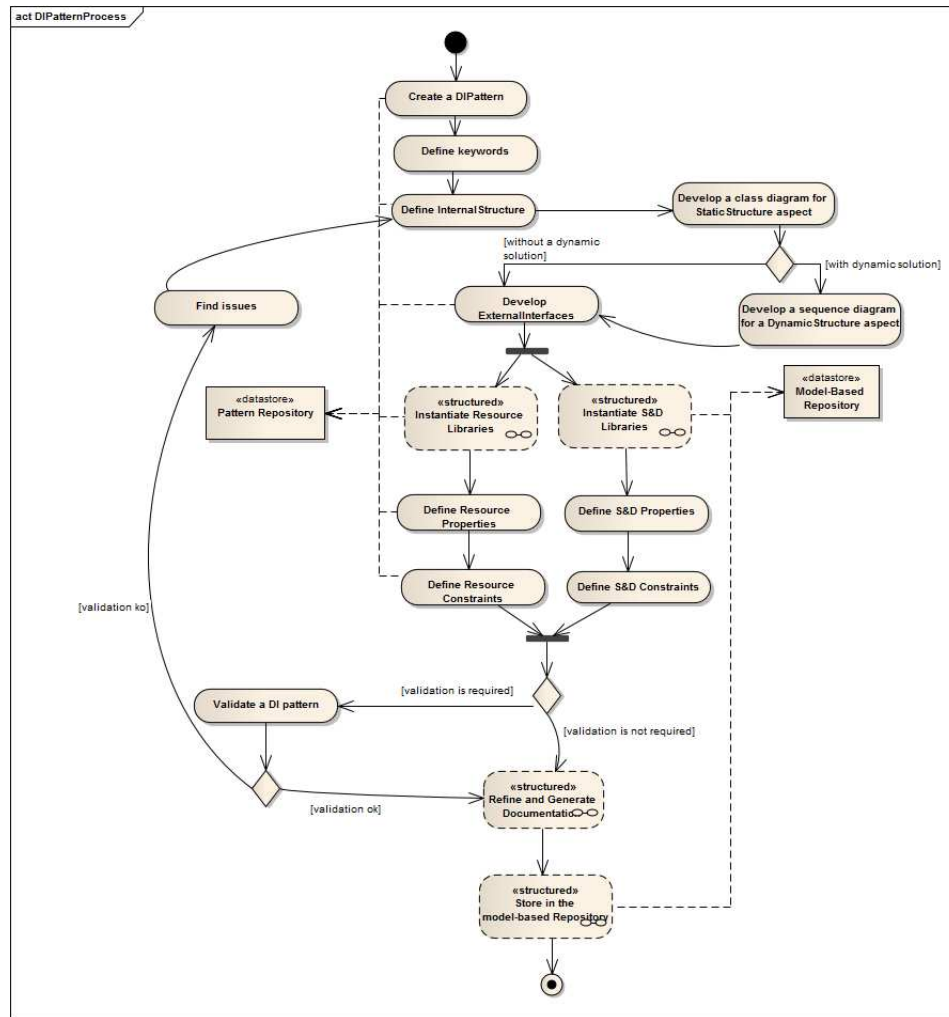 act DIPatternProcess
Create a DIPattern
Define keywords
Define InternalStructure
Develop a class diagram for
StaticStructure aspect
[without a dynamic
solution]
[with dynamic solution]
Find issues
Develop
ExternalInterfaces
Develop a sequence diagram
for a DynamicStructure aspect
«datastore»
Pattern Repository
«structured»
Instantiate Resource
Libraries
«structured»
Instantiate S&D
Libraries
«datastore»
Model-Based
Repository
Define Resource
Properties
Define S&D Properties
Define Resource
Constraints
Define S&D Constraints
[validation ko]
[validation is required]
Validate a DI pattern
[validation is not required]
«structured»
Refine and Generate
Documentation
[validation ok]
«structured»
Store in the
model-based Repository